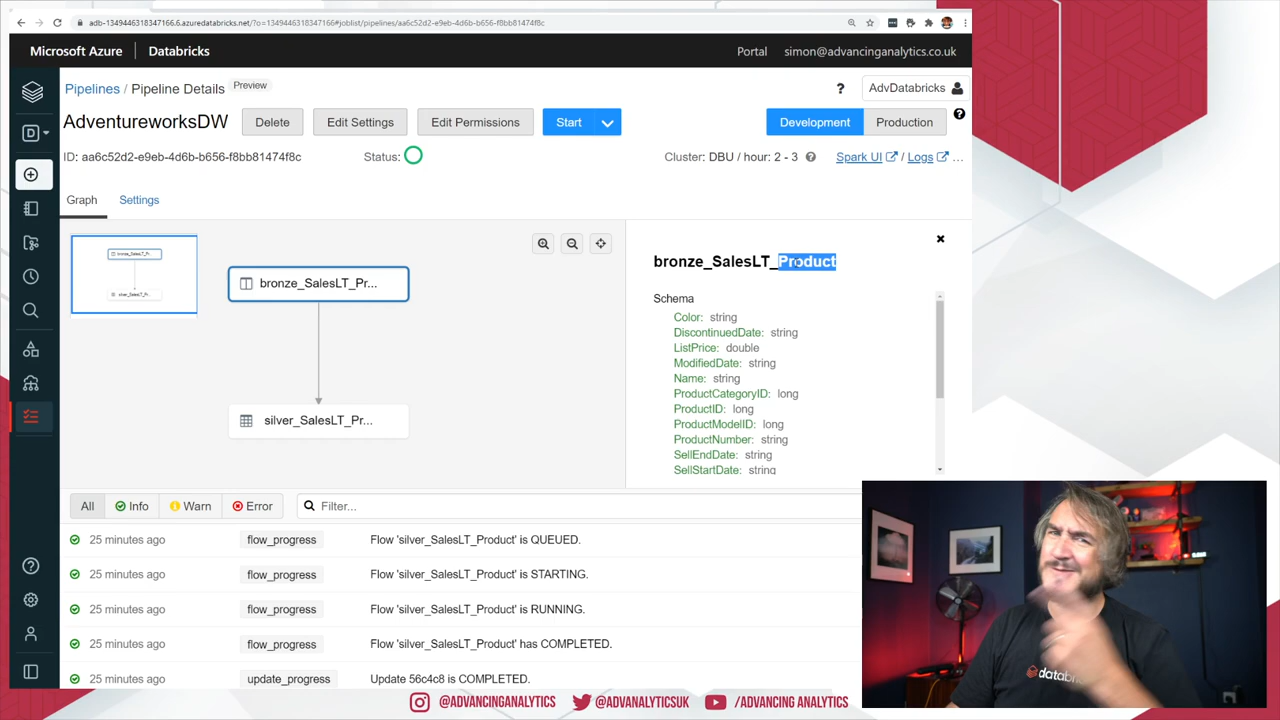 adb-1349446318347166.6.azuredatabricks.net/?o=1349446318347166#joblist/pipelines/aa6c52d2-e9eb-4d6b-b656-f8bb81474f8c
Microsoft Azure
Databricks
Portal
simon@advancinganalytics.co.uk
Pipelines / Pipeline Details
Preview
?
AdvDatabricks
AdventureworksDW
Delete
Edit Settings
Edit Permissions
Start
Development
Production
ID: aa6c52d2-e9eb-4d6b-b656-f8bb81474f8c
Status:
Cluster: DBU / hour: 2 - 3
Spark UI / Logs ...
Graph
Settings
bronze_SalesLT_Pr...
silver_SalesLT_Pr...
bronze_SalesLT_Pr...
silver_SalesLT_Pr...
bronze_SalesLT_Product
Schema
Color: string
DiscontinuedDate: string
ListPrice: double
ModifiedDate: string
Name: string
ProductCategoryID: long
ProductID: long
ProductModelID: long
ProductNumber: string
SellEndDate: string
SellStartDate: string
All
Info
Warn
Error
Filter...
25 minutes ago flow_progress Flow 'silver_SalesLT_Product' is QUEUED.
25 minutes ago flow_progress Flow 'silver_SalesLT_Product' is STARTING.
25 minutes ago flow_progress Flow 'silver_SalesLT_Product' is RUNNING.
25 minutes ago flow_progress Flow 'silver_SalesLT_Product' has COMPLETED.
25 minutes ago update_progress Update 56c4c8 is COMPLETED.
@ADVANCINGANALYTICS
@ADVANALYTICSUK
/ADVANCING ANALYTICS